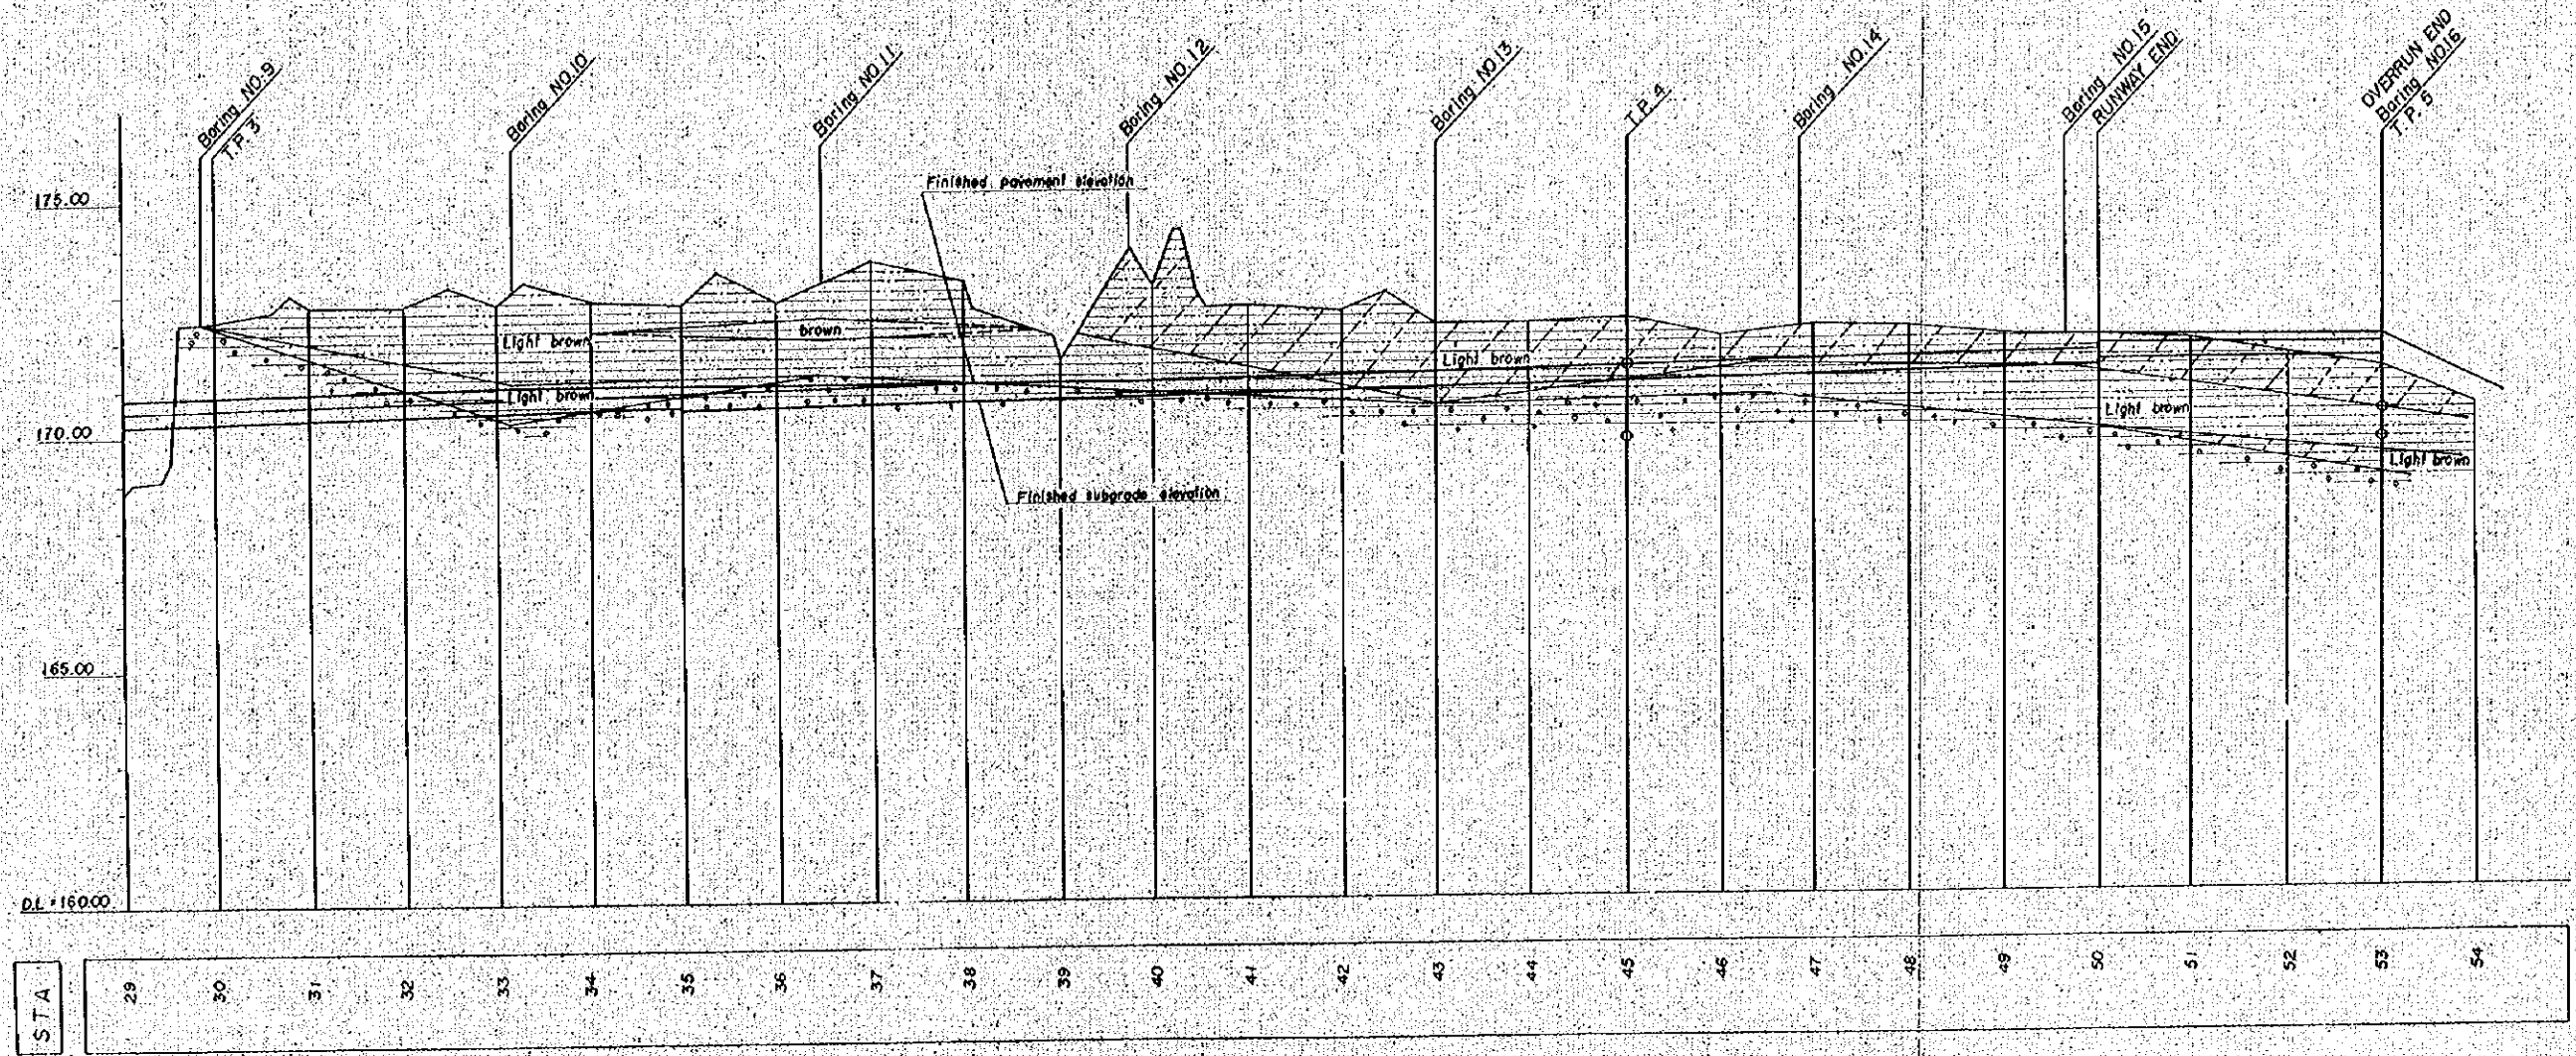 Boring NO.9
T.P. 3
Boring NO.10
Boring NO.11
Boring NO.12
Boring NO.13
T.P. 4
Boring NO.14
Boring NO.15
RUNWAY END
OVERRUN END
Boring NO.16
T.P. 5
175.00
Finished pavement elevation
Light brown
brown
Light brown
Light brown
Light brown
170.00
Light brown
Finished subgrade elevation
165.00
D.L=160.00
STA
29
30
31
32
33
34
35
36
37
38
39
40
41
42
43
44
45
46
47
48
49
50
51
52
53
54